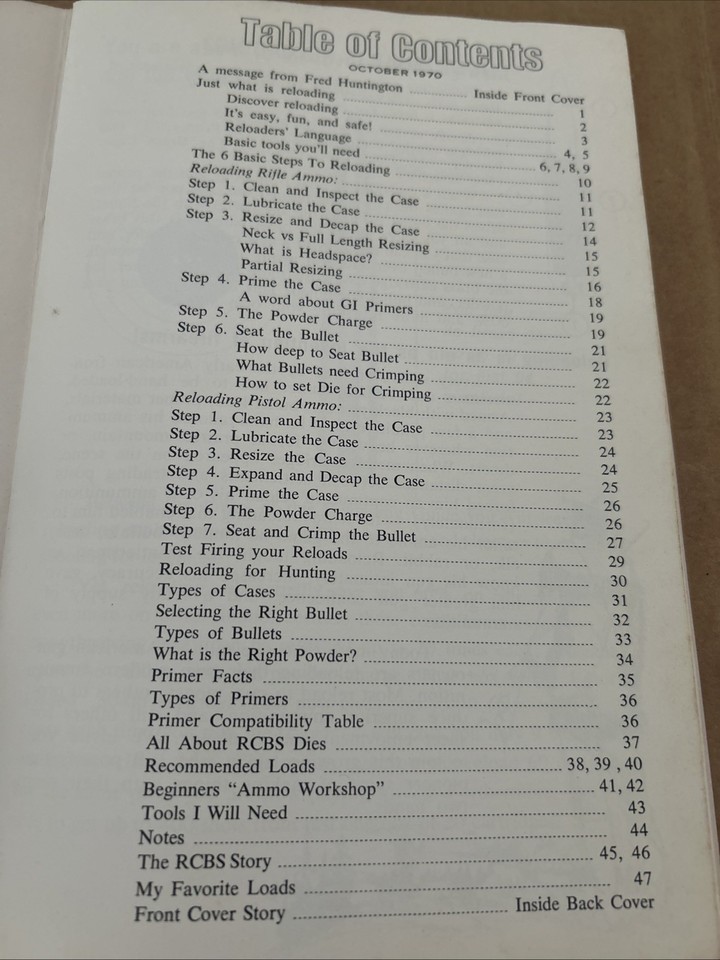 Table of Contents
OCTOBER 1970
A message from Fred Huntington Inside Front Cover
Just what is reloading 1
Discover reloading 2
It's easy, fun, and safe! 3
Reloaders' Language 4, 5
Basic tools you'll need 6, 7, 8, 9
The 6 Basic Steps To Reloading 10
Reloading Rifle Ammo: 11
Step 1. Clean and Inspect the Case 11
Step 2. Lubricate the Case 12
Step 3. Resize and Decap the Case 14
Neck vs Full Length Resizing 15
What is Headspace? 15
Partial Resizing 16
Step 4. Prime the Case 18
A word about GI Primers 19
Step 5. The Powder Charge 19
Step 6. Seat the Bullet 21
How deep to Seat Bullet 21
What Bullets need Crimping 22
How to set Die for Crimping 22
Reloading Pistol Ammo: 23
Step 1. Clean and Inspect the Case 23
Step 2. Lubricate the Case 24
Step 3. Resize the Case 24
Step 4. Expand and Decap the Case 25
Step 5. Prime the Case 26
Step 6. The Powder Charge 26
Step 7. Seat and Crimp the Bullet 27
Test Firing your Reloads 29
Reloading for Hunting 30
Types of Cases 31
Selecting the Right Bullet 32
Types of Bullets 33
What is the Right Powder? 34
Primer Facts 35
Types of Primers 36
Primer Compatibility Table 36
All About RCBS Dies 37
Recommended Loads 38, 39 , 40
Beginners "Ammo Workshop" 41, 42
Tools I Will Need 43
Notes 44
The RCBS Story 45, 46
My Favorite Loads 47
Front Cover Story Inside Back Cover